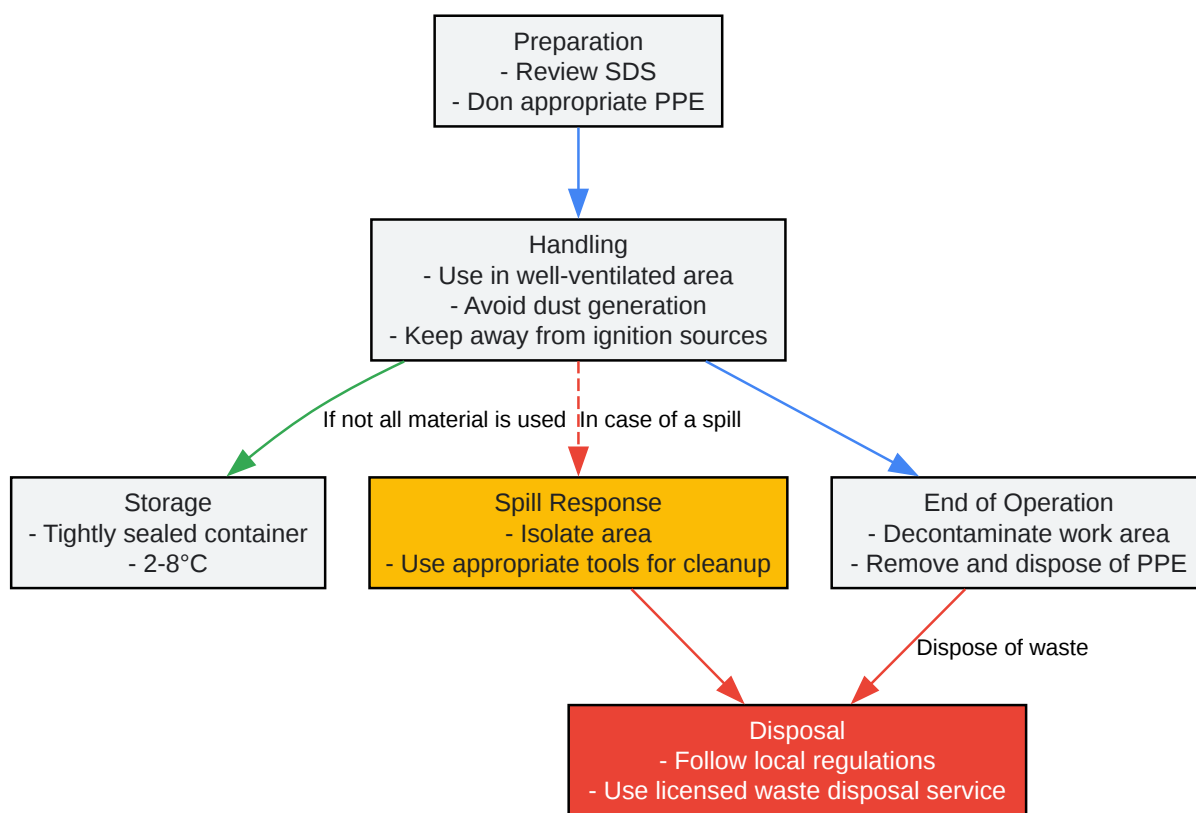 Preparation
- Review SDS
- Don appropriate PPE
Handling
- Use in well-ventilated area
- Avoid dust generation
- Keep away from ignition sources
If not all material is used
In case of a spill
Storage
- Tightly sealed container
- 2-8°C
Spill Response
- Isolate area
- Use appropriate tools for cleanup
End of Operation
- Decontaminate work area
- Remove and dispose of PPE
Dispose of waste
Disposal
- Follow local regulations
- Use licensed waste disposal service